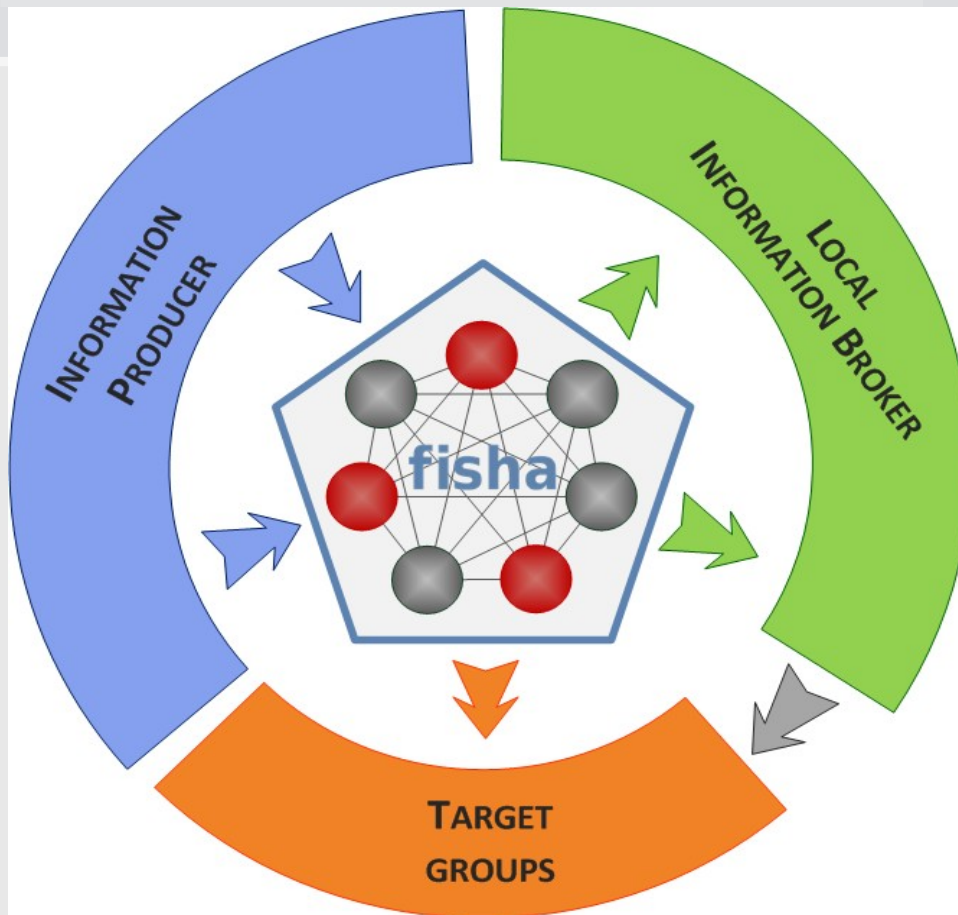 INFORMATION
PRODUCER
LOCAL
INFORMATION BROKER
fisha
TARGET
GROUPS